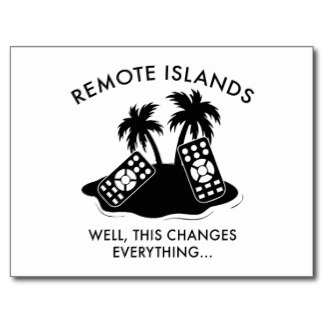 REMOTE ISLANDS
WELL, THIS CHANGES
EVERYTHING...